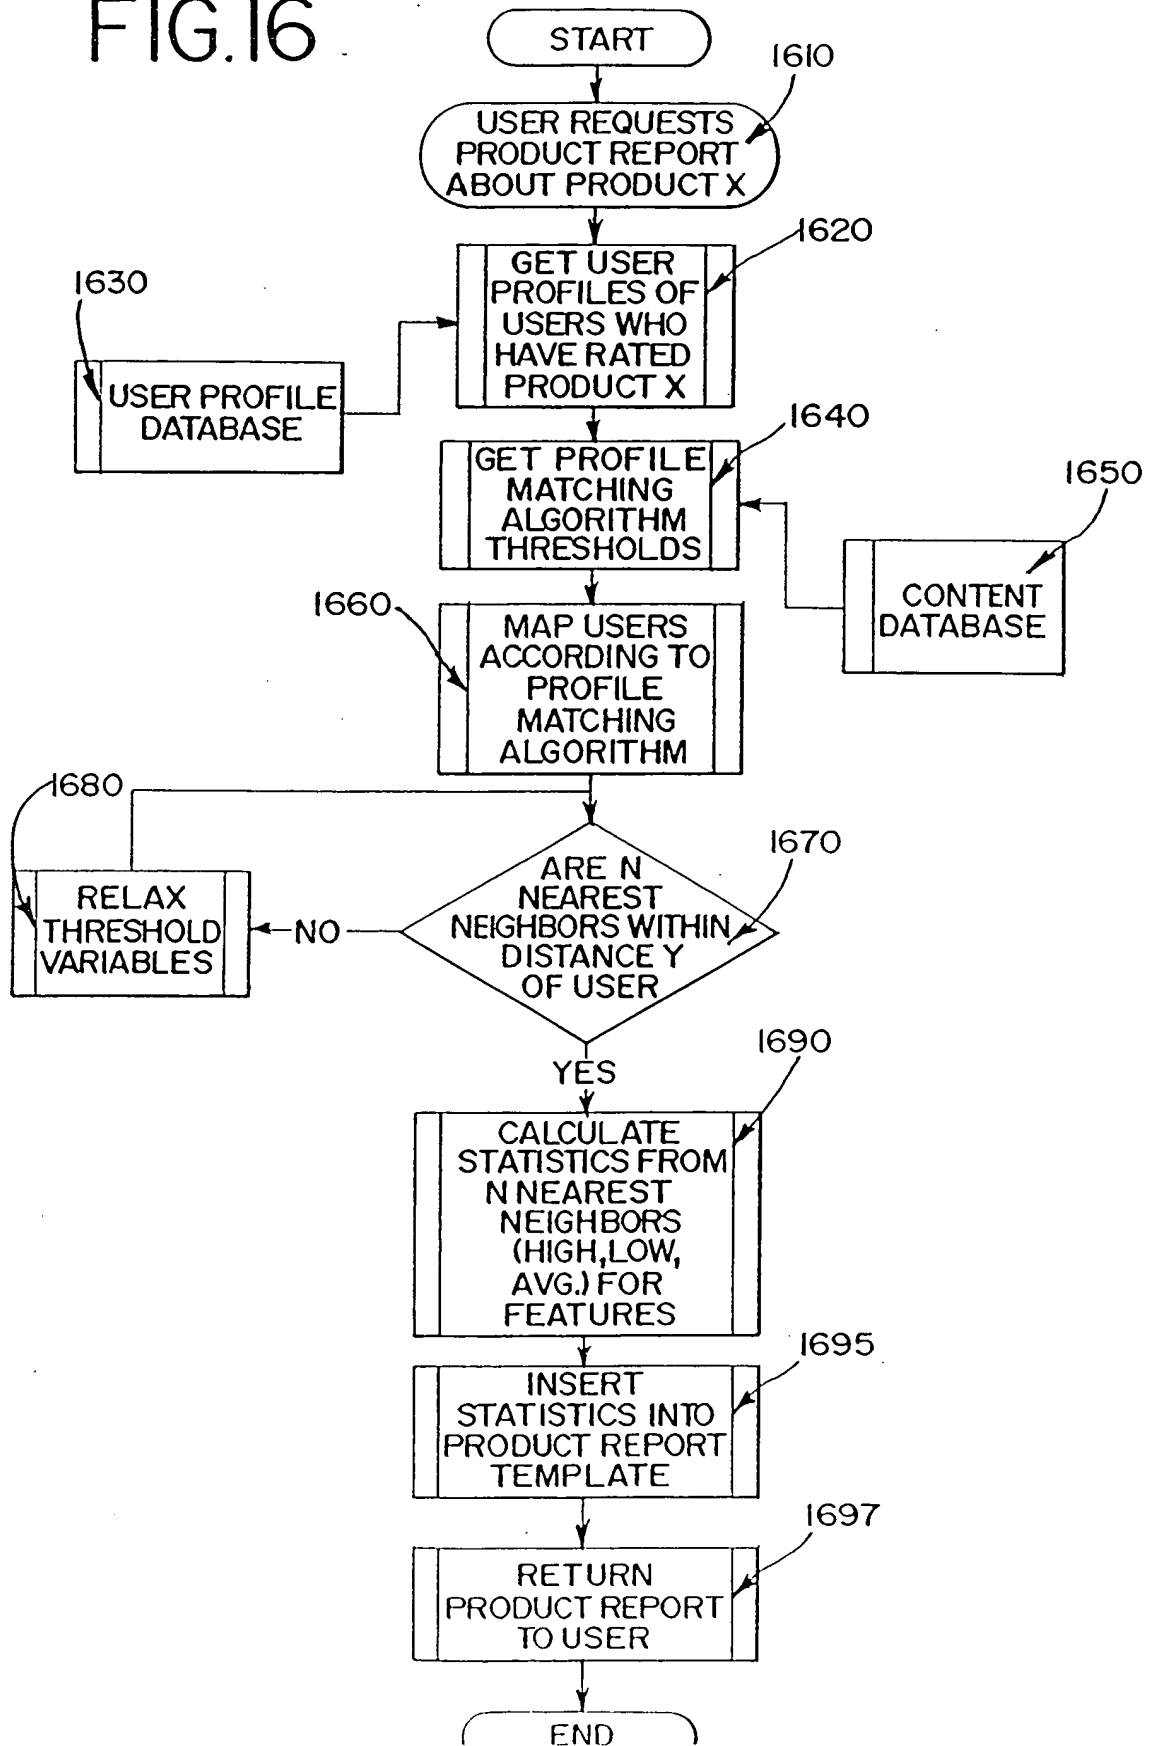 FIG.16
START
1610
USER REQUESTS
PRODUCT REPORT
ABOUT PRODUCT X
1620
GET USER
PROFILES OF
USERS WHO
HAVE RATED
PRODUCT X
1630
USER PROFILE
DATABASE
1640
GET PROFILE
MATCHING
ALGORITHM
THRESHOLDS
1650
CONTENT
DATABASE
1660
MAP USERS
ACCORDING TO
PROFILE
MATCHING
ALGORITHM
1680
RELAX
THRESHOLD
VARIABLES
NO
1670
ARE N
NEAREST
NEIGHBORS WITHIN
DISTANCE Y
OF USER
YES
1690
CALCULATE
STATISTICS FROM
N NEAREST
NEIGHBORS
(HIGH, LOW,
AVG.) FOR
FEATURES
1695
INSERT
STATISTICS INTO
PRODUCT REPORT
TEMPLATE
1697
RETURN
PRODUCT REPORT
TO USER
END